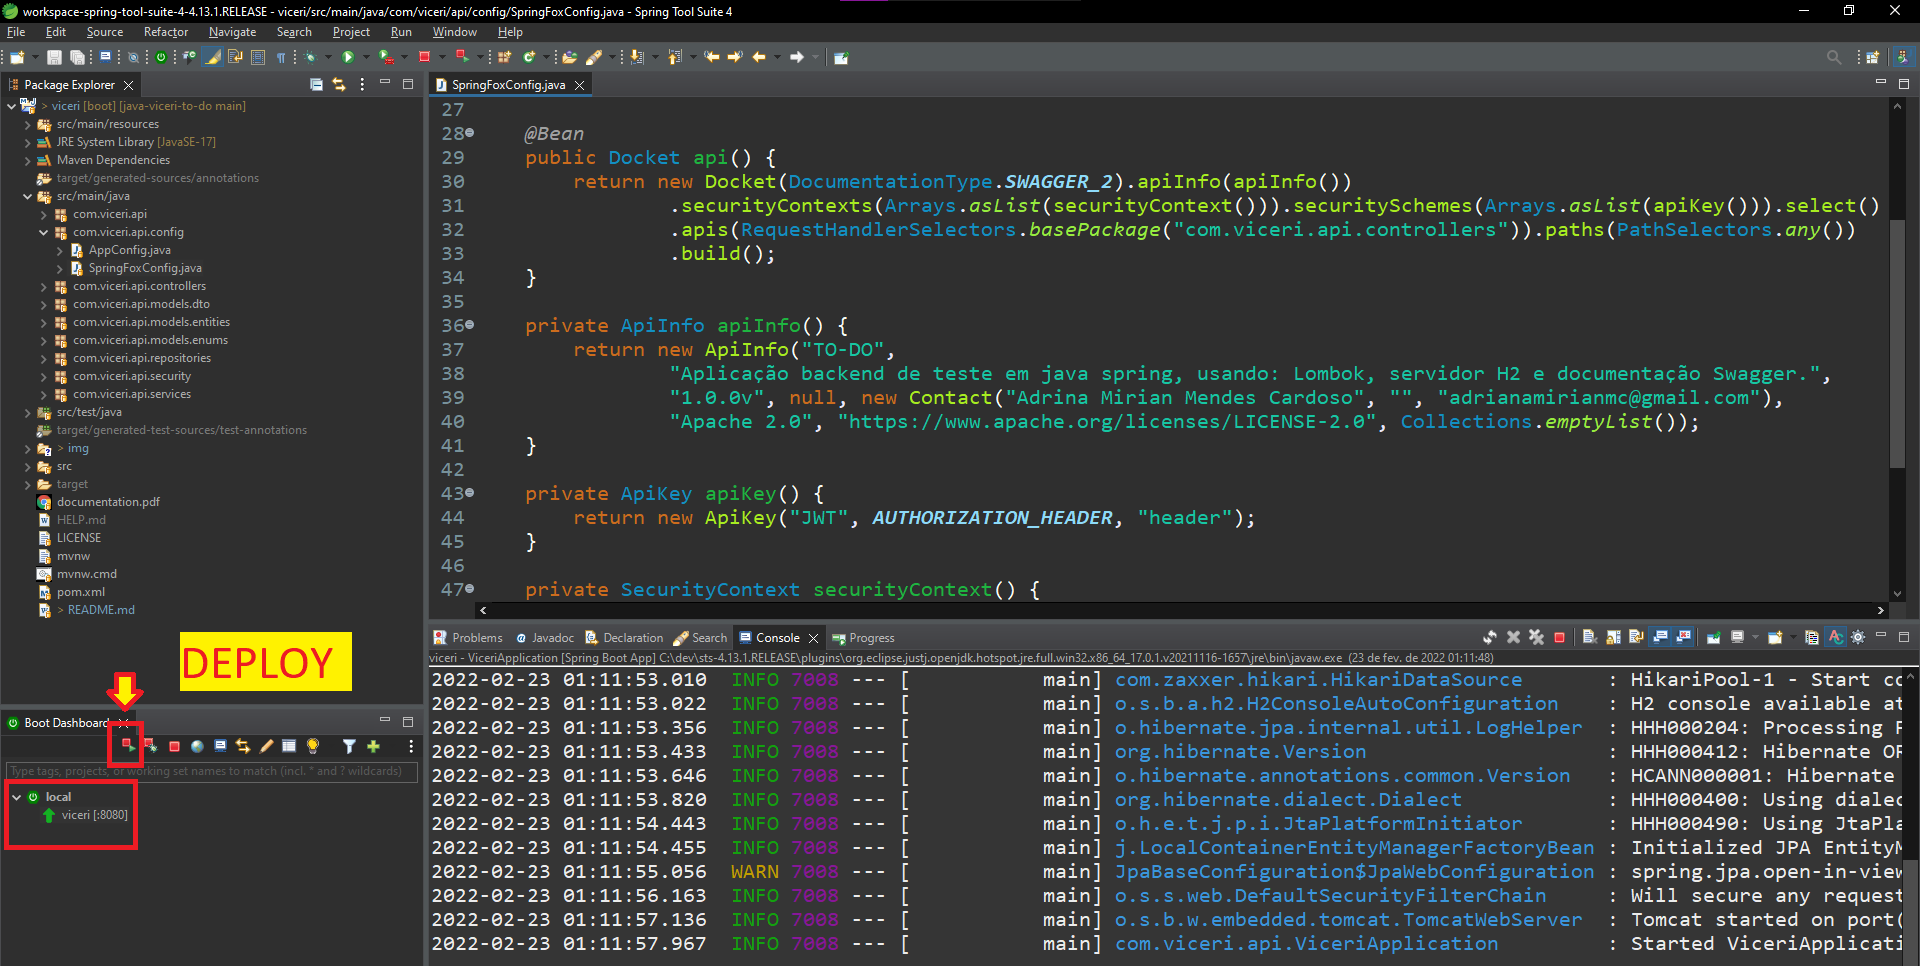 workspace-spring-tool-suite-4-4.13.1.RELEASE - viceri/src/main/java/com/viceri/api/config/SpringFoxConfig.java - Spring Tool Suite 4
File Edit Source Refactor Navigate Search Project Run Window Help
Package Explorer
> viceri [boot] [java-viceri-to-do main]
src/main/resources
JRE System Library [JavaSE-17]
Maven Dependencies
target/generated-sources/annotations
src/main/java
com.viceri.api
com.viceri.api.config
AppConfig.java
SpringFoxConfig.java
com.viceri.api.controllers
com.viceri.api.models.dto
com.viceri.api.models.entities
com.viceri.api.models.enums
com.viceri.api.repositories
com.viceri.api.security
com.viceri.api.services
src/test/java
target/generated-test-sources/test-annotations
> img
src
target
documentation.pdf
HELP.md
LICENSE
mvnw
mvnw.cmd
pom.xml
> README.md
DEPLOY
Boot Dashboard
Type tags, projects, or working set names to match (incl. * and ? wildcards)
local
viceri [:8080]
SpringFoxConfig.java
27
28 @Bean
29 public Docket api() {
30 return new Docket(DocumentationType.SWAGGER_2).apiInfo(apiInfo())
31 .securityContexts(Arrays.asList(securityContext())).securitySchemes(Arrays.asList(apiKey())).select()
32 .apis(RequestHandlerSelectors.basePackage("com.viceri.api.controllers")).paths(PathSelectors.any())
33 .build();
34 }
35
36 private ApiInfo apiInfo() {
37 return new ApiInfo("TO-DO",
38 "Aplicação backend de teste em java spring, usando: Lombok, servidor H2 e documentação Swagger.",
39 "1.0.0v", null, new Contact("Adrina Mirian Mendes Cardoso", "", "adrianamirianmc@gmail.com"),
40 "Apache 2.0", "https://www.apache.org/licenses/LICENSE-2.0", Collections.emptyList());
41 }
42
43 private ApiKey apiKey() {
44 return new ApiKey("JWT", AUTHORIZATION_HEADER, "header");
45 }
46
47 private SecurityContext securityContext() {
Problems Javadoc Declaration Search Console Progress
viceri - ViceriApplication [Spring Boot App] C:\dev\sts-4.13.1.RELEASE\plugins\org.eclipse.justj.openjdk.hotspot.jre.full.win32.x86_64_17.0.1.v20211116-1657\jre\bin\javaw.exe (23 de fev. de 2022 01:11:48)
2022-02-23 01:11:53.010 INFO 7008 --- [ main] com.zaxxer.hikari.HikariDataSource : HikariPool-1 - Start co
2022-02-23 01:11:53.022 INFO 7008 --- [ main] o.s.b.a.h2.H2ConsoleAutoConfiguration : H2 console available at
2022-02-23 01:11:53.356 INFO 7008 --- [ main] o.hibernate.jpa.internal.util.LogHelper : HHH000204: Processing P
2022-02-23 01:11:53.433 INFO 7008 --- [ main] org.hibernate.Version : HHH000412: Hibernate OR
2022-02-23 01:11:53.646 INFO 7008 --- [ main] o.hibernate.annotations.common.Version : HCANN000001: Hibernate
2022-02-23 01:11:53.820 INFO 7008 --- [ main] org.hibernate.dialect.Dialect : HHH000400: Using dialec
2022-02-23 01:11:54.443 INFO 7008 --- [ main] o.h.e.t.j.p.i.JtaPlatformInitiator : HHH000490: Using JtaPla
2022-02-23 01:11:54.455 INFO 7008 --- [ main] j.LocalContainerEntityManagerFactoryBean : Initialized JPA EntityM
2022-02-23 01:11:55.056 WARN 7008 --- [ main] JpaBaseConfiguration$JpaWebConfiguration : spring.jpa.open-in-view
2022-02-23 01:11:56.163 INFO 7008 --- [ main] o.s.s.web.DefaultSecurityFilterChain : Will secure any request
2022-02-23 01:11:57.136 INFO 7008 --- [ main] o.s.b.w.embedded.tomcat.TomcatWebServer : Tomcat started on port(
2022-02-23 01:11:57.967 INFO 7008 --- [ main] com.viceri.api.ViceriApplication : Started ViceriApplicati